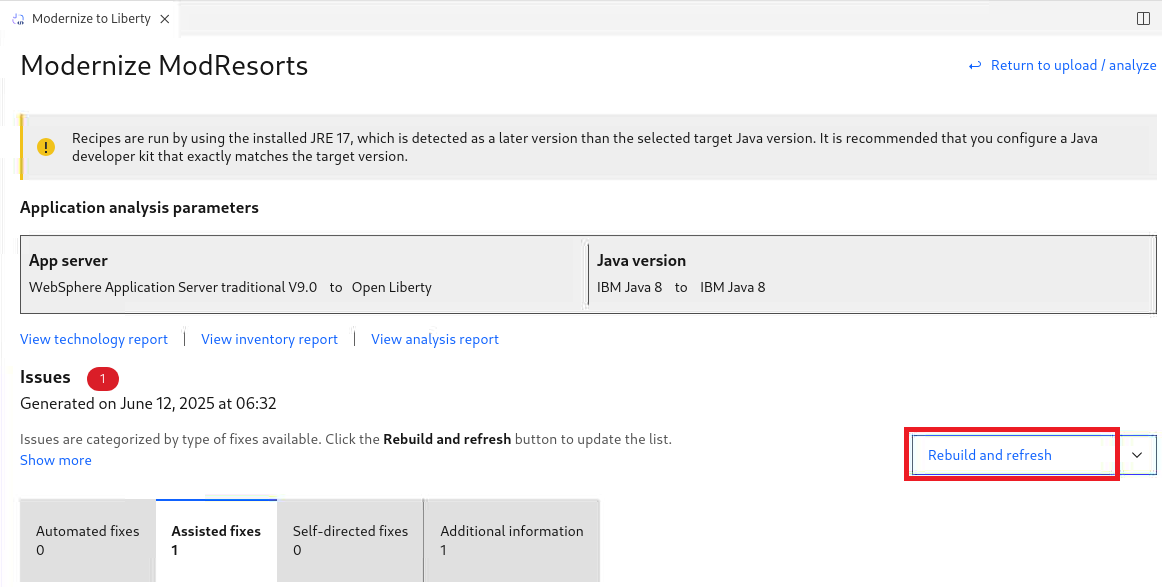 Modernize to Liberty
Modernize ModResorts
Return to upload / analyze
Recipes are run by using the installed JRE 17, which is detected as a later version than the selected target Java version. It is recommended that you configure a Java
developer kit that exactly matches the target version.
Application analysis parameters
App server
WebSphere Application Server traditional V9.0 to Open Liberty
Java version
IBM Java 8 to IBM Java 8
View technology report | View inventory report | View analysis report
Issues 1
Generated on June 12, 2025 at 06:32
Issues are categorized by type of fixes available. Click the Rebuild and refresh button to update the list.
Show more
Rebuild and refresh
Automated fixes
0
Assisted fixes
1
Self-directed fixes
0
Additional information
1